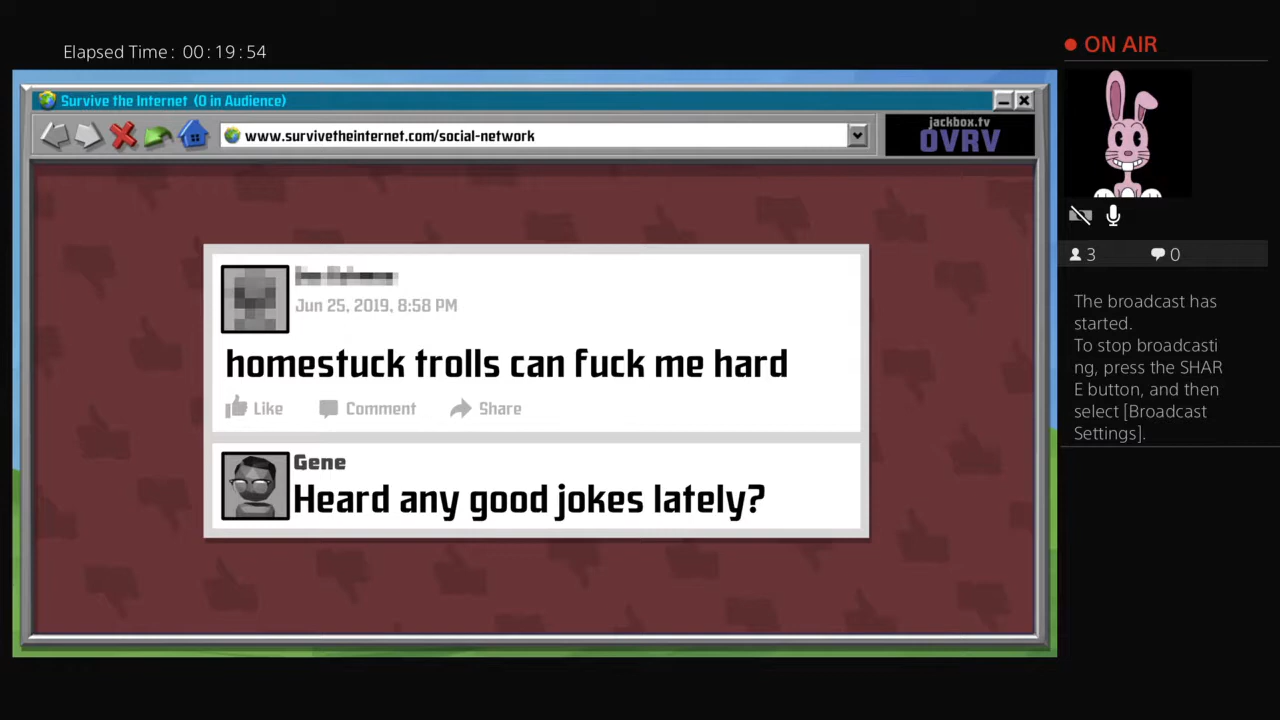 Elapsed Time: 00:19:54
ON AIR
Survive the Internet (0 in Audience)
www.survivetheinternet.com/social-network
jackbox.tv
OVRV
3
0
The broadcast has
started.
To stop broadcasti
ng, press the SHAR
E button, and then
select [Broadcast
Settings].
Jun 25, 2019, 8:58 PM
homestuck trolls can fuck me hard
Like Comment Share
Gene
Heard any good jokes lately?